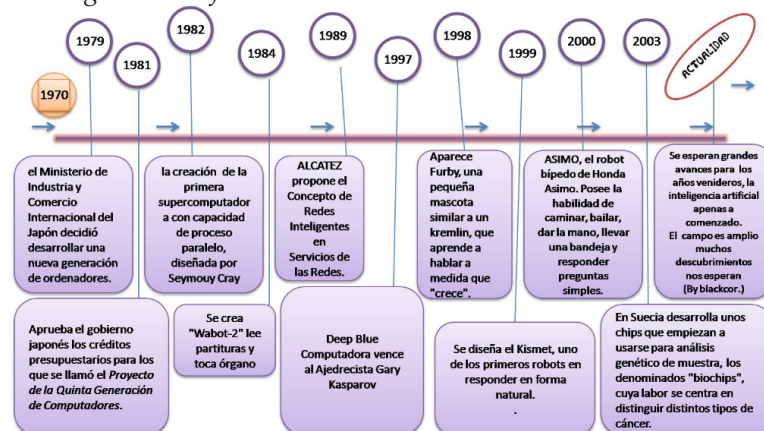 1970
1979
1981
1982
1984
1989
1997
1998
1999
2000
2003
ACTUALIDAD
el Ministerio de
Industria y
Comercio
Internacional del
Japón decidió
desarrollar una
nueva generación
de ordenadores.
Aprueba el gobierno
japonés los créditos
presupuestarios para los
que se llamó el Proyecto
de la Quinta Generación
de Computadores.
la creación de la
primera
supercomputador
a con capacidad
de proceso
paralelo,
diseñada por
Seymouy Cray
Se crea
"Wabot-2" lee
partituras y
toca órgano
ALCATEZ
propone el
Concepto de
Redes
Inteligentes
en
Servicios de
las Redes.
Deep Blue
Computadora vence
al Ajedrecista Gary
Kasparov
Aparece
Furby, una
pequeña
mascota
similar a un
kremlin, que
aprende a
hablar a
medida que
"crece".
Se diseña el Kismet, uno
de los primeros robots en
responder en forma
natural.
.
ASIMO, el robot
bípedo de Honda
Asimo. Posee la
habilidad de
caminar, bailar,
dar la mano, llevar
una bandeja y
responder
preguntas
simples.
En Suecia desarrolla unos
chips que empiezan a
usarse para análisis
genético de muestra, los
denominados "biochips",
cuya labor se centra en
distinguir distintos tipos de
cáncer.
Se esperan grandes
avances para los
años venideros, la
inteligencia artificial
apenas a
comenzado.
El campo es amplio
muchos
descubrimientos
nos esperan
(By blackcor.)